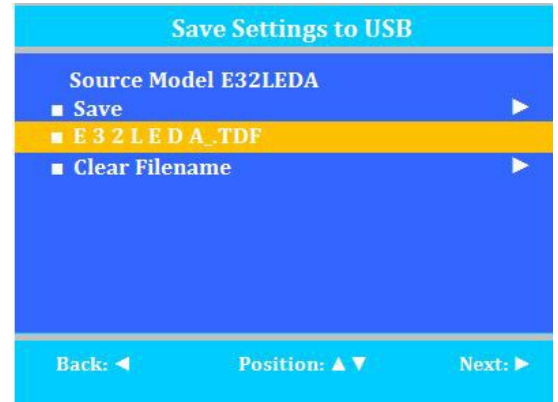 Save Settings to USB
Source Model E32LEDA
■ Save ▶
■ E 3 2 L E D A_.TDF
■ Clear Filename ▶
Back: ◀ Position: ▲▼ Next: ▶